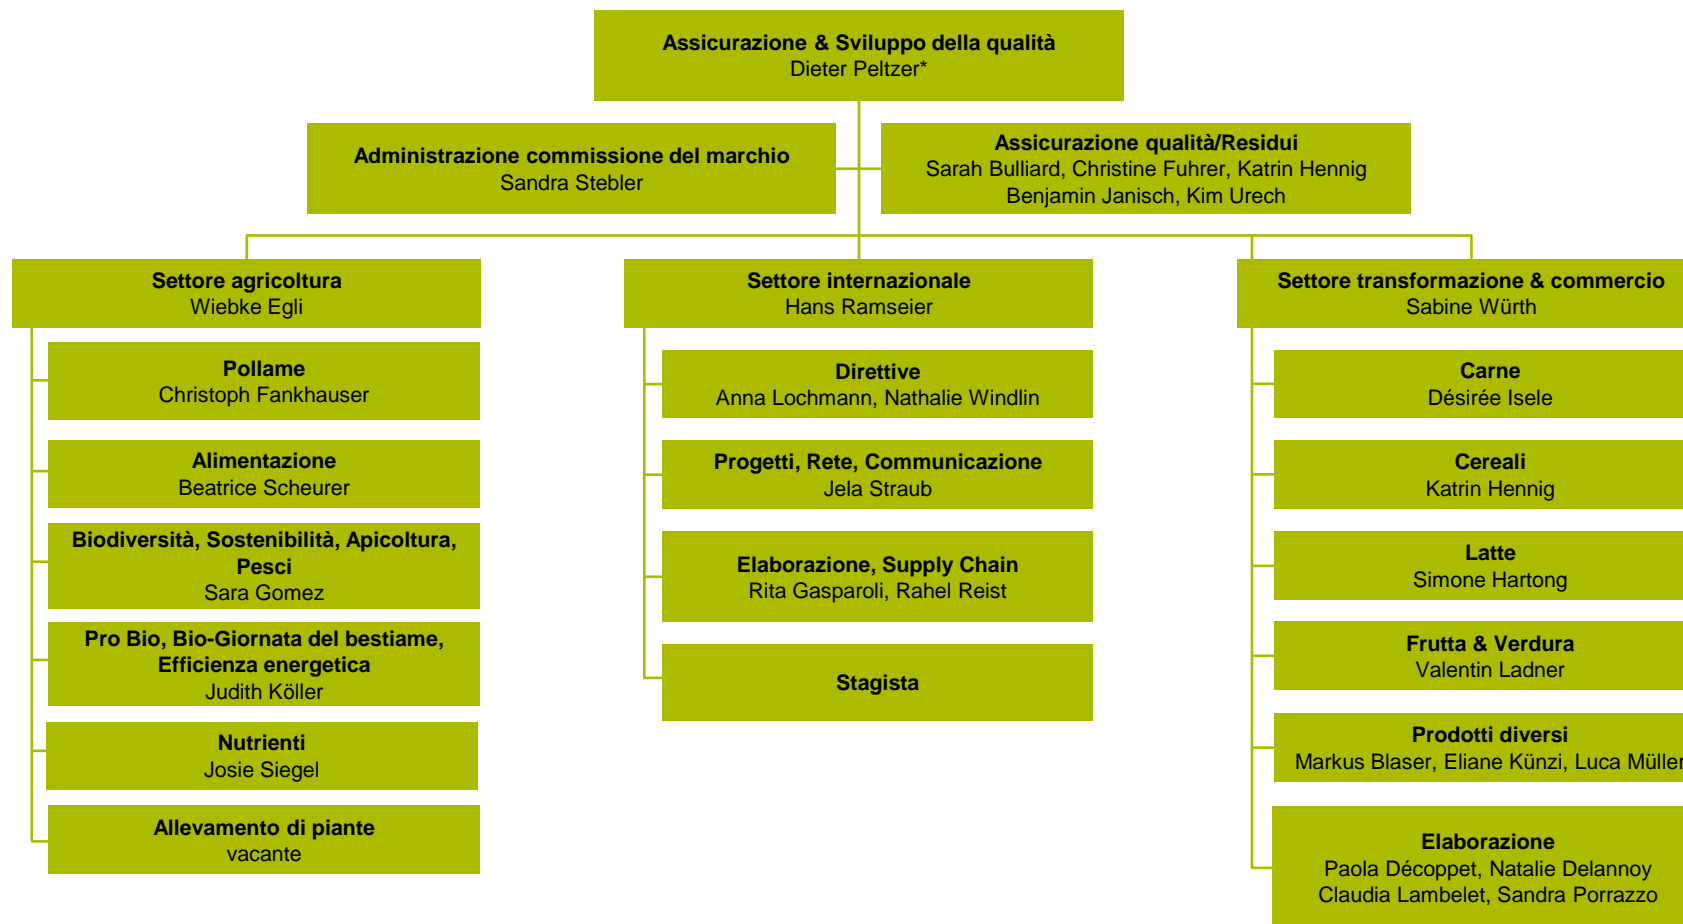 Assicurazione & Sviluppo della qualità
Dieter Peltzer*
Administrazione commissione del marchio
Sandra Stebler
Assicurazione qualità/Residui
Sarah Bulliard, Christine Fuhrer, Katrin Hennig
Benjamin Janisch, Kim Urech
Settore agricoltura
Wiebke Egli
Pollame
Christoph Fankhauser
Alimentazione
Beatrice Scheurer
Biodiversità, Sostenibilità, Apicoltura,
Pesci
Sara Gomez
Pro Bio, Bio-Giornata del bestiame,
Efficienza energetica
Judith Köller
Nutrienti
Josie Siegel
Allevamento di piante
vacante
Settore internazionale
Hans Ramseier
Direttive
Anna Lochmann, Nathalie Windlin
Progetti, Rete, Communicazione
Jela Straub
Elaborazione, Supply Chain
Rita Gasparoli, Rahel Reist
Stagista
Settore transformazione & commercio
Sabine Würth
Carne
Désirée Isele
Cereali
Katrin Hennig
Latte
Simone Hartong
Frutta & Verdura
Valentin Ladner
Prodotti diversi
Markus Blaser, Eliane Künzi, Luca Müller
Elaborazione
Paola Décoppet, Natalie Delannoy
Claudia Lambelet, Sandra Porrazzo